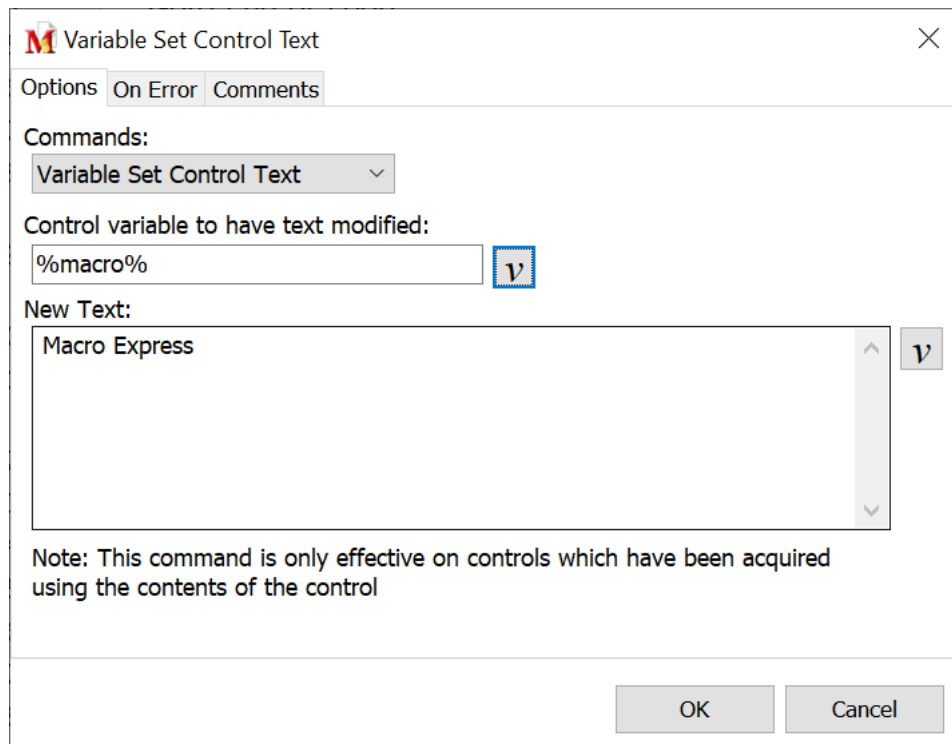 Variable Set Control Text
Options On Error Comments
Commands:
Variable Set Control Text
Control variable to have text modified:
%macro%
v
New Text:
Macro Express
v
Note: This command is only effective on controls which have been acquired
using the contents of the control
OK Cancel